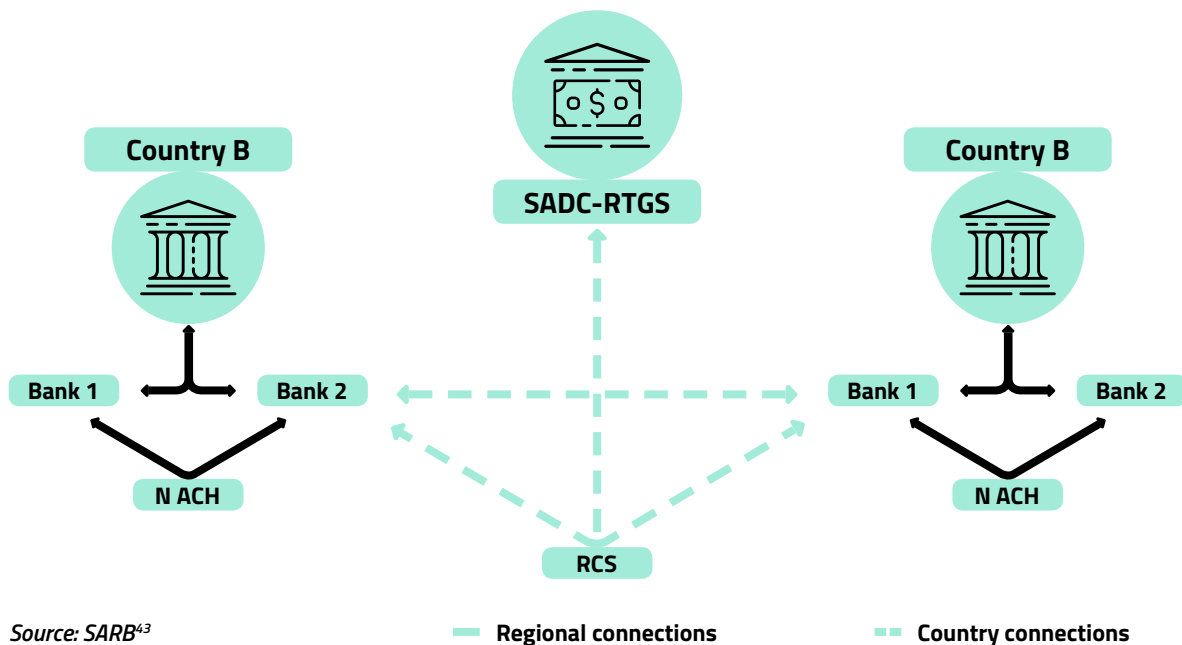 Country B
SADC-RTGS
Country B
Bank 1
Bank 2
Bank 1
Bank 2
N ACH
N ACH
RCS
Source: SARB43
Regional connections
Country connections